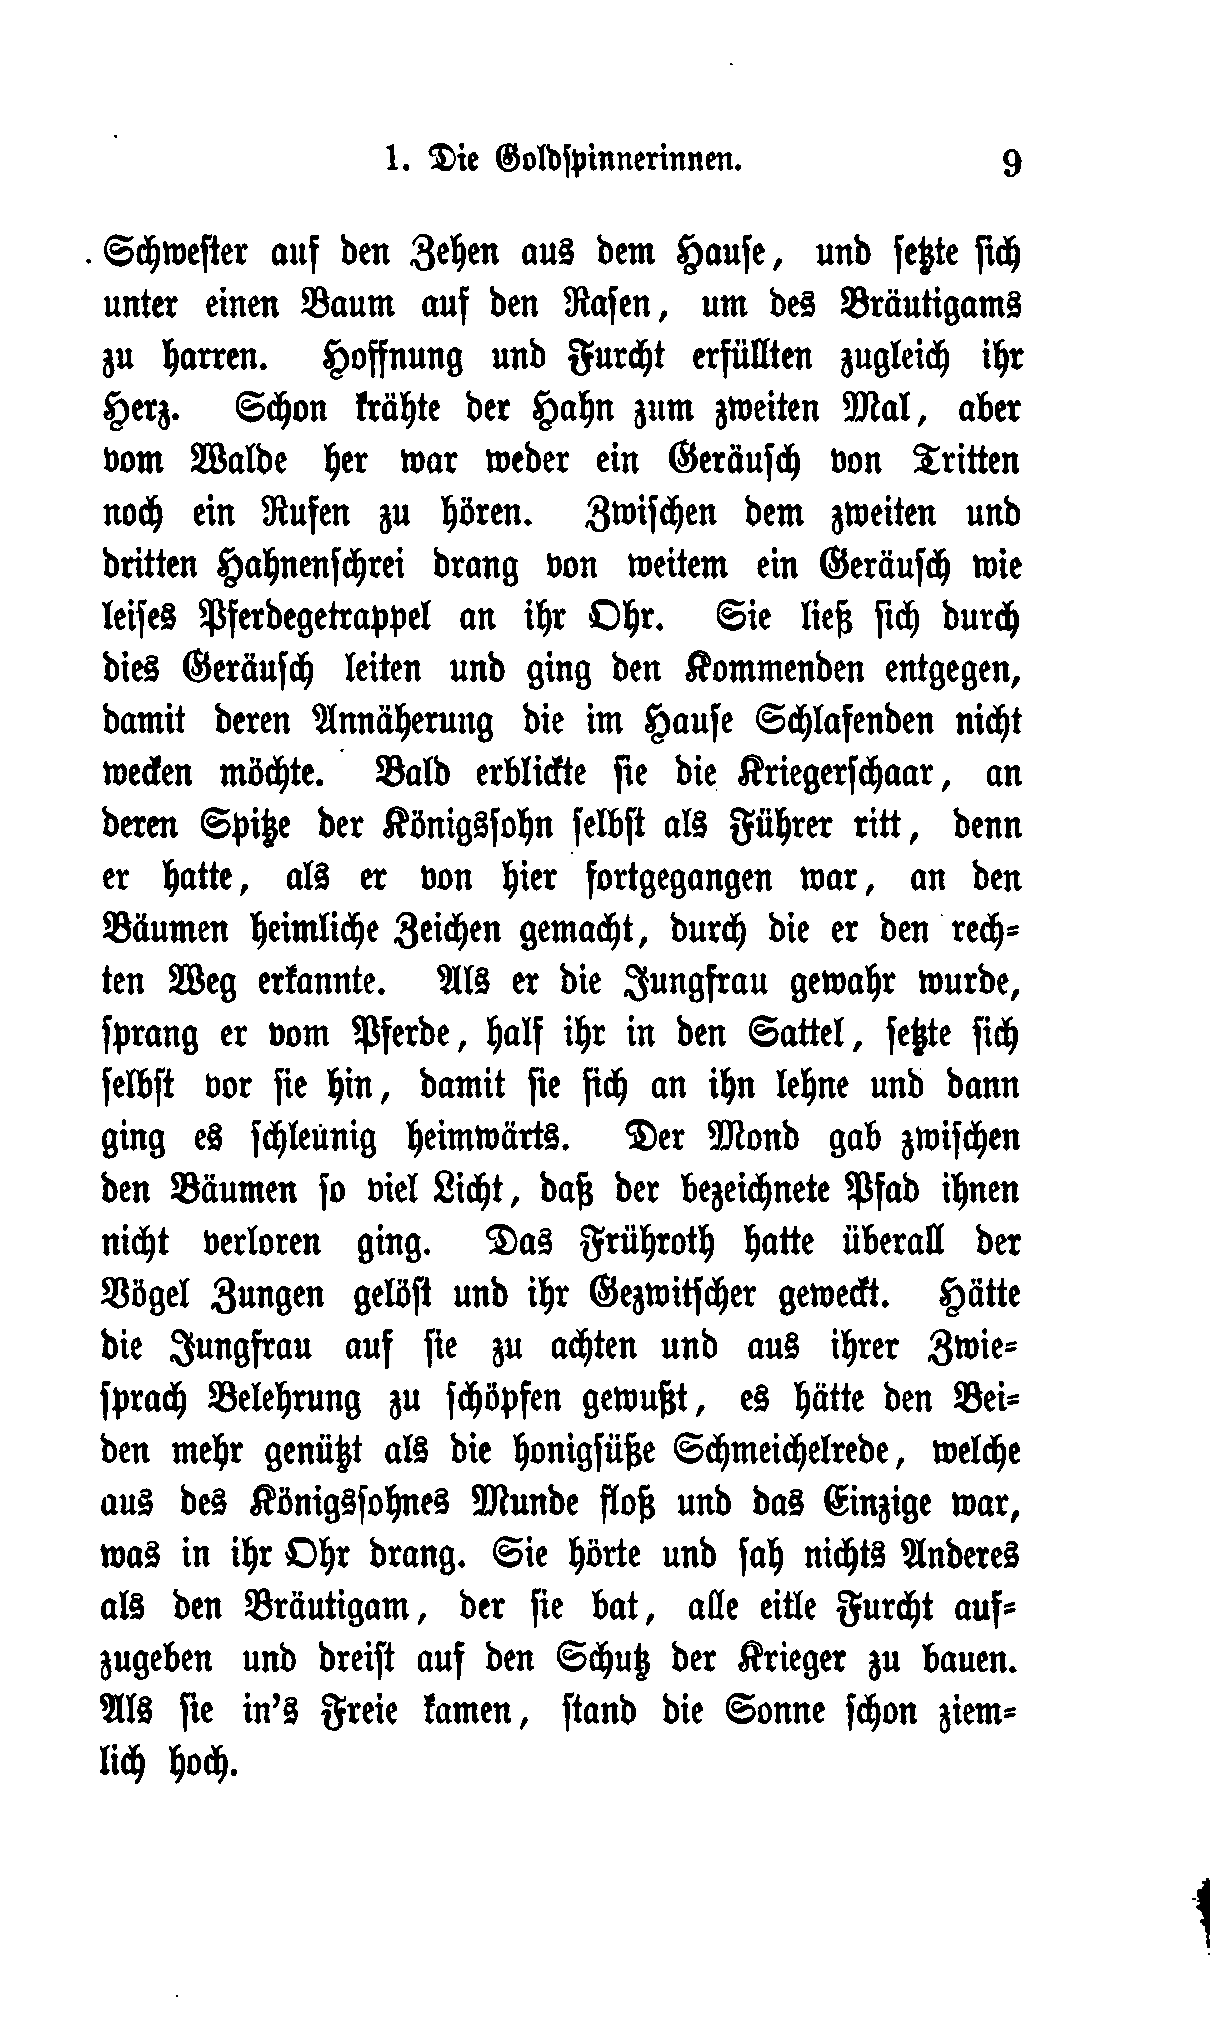 1. Die Goldspinnerinnen. 9
Schwester auf den Zehen aus dem Hause, und setzte sich
unter einen Baum auf den Rasen, um des Bräutigams
zu harren. Hoffnung und Furcht erfüllten zugleich ihr
Herz. Schon krähte der Hahn zum zweiten Mal, aber
vom Walde her war weder ein Geräusch von Tritten
noch ein Rufen zu hören. Zwischen dem zweiten und
dritten Hahnenschrei drang von weitem ein Geräusch wie
leises Pferdegetrappel an ihr Ohr. Sie ließ sich durch
dies Geräusch leiten und ging den Kommenden entgegen,
damit deren Annäherung die im Hause Schlafenden nicht
wecken möchte. Bald erblickte sie die Kriegerschaar, an
deren Spitze der Königssohn selbst als Führer ritt, denn
er hatte, als er von hier fortgegangen war, an den
Bäumen heimliche Zeichen gemacht, durch die er den rech-
ten Weg erkannte. Als er die Jungfrau gewahr wurde,
sprang er vom Pferde, half ihr in den Sattel, setzte sich
selbst vor sie hin, damit sie sich an ihn lehne und dann
ging es schleunig heimwärts. Der Mond gab zwischen
den Bäumen so viel Licht, daß der bezeichnete Pfad ihnen
nicht verloren ging. Das Frühroth hatte überall der
Vögel Zungen gelöst und ihr Gezwitscher geweckt. Hätte
die Jungfrau auf sie zu achten und aus ihrer Zwie-
sprach Belehrung zu schöpfen gewußt, es hätte den Bei-
den mehr genützt als die honigsüße Schmeichelrede, welche
aus des Königssohnes Munde floß und das Einzige war,
was in ihr Ohr drang. Sie hörte und sah nichts Anderes
als den Bräutigam, der sie bat, alle eitle Furcht auf-
zugeben und dreist auf den Schutz der Krieger zu bauen.
Als sie in's Freie kamen, stand die Sonne schon ziem-
lich hoch.